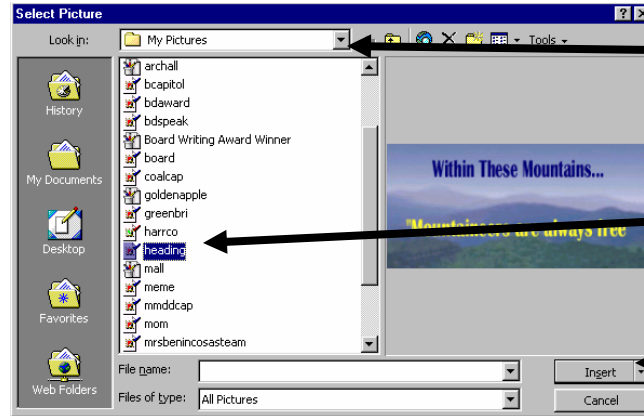 Select Picture
Look in:
My Pictures
Tools
History
My Documents
Desktop
Favorites
Web Folders
archall
bcapitol
bdaward
bdspeak
Board Writing Award Winner
board
coalcap
goldenapple
greenbri
harrco
heading
mall
meme
mmddcap
mom
mrsbenincosasteam
Within These Mountains...
"Mountaineers are always free
File name:
Insert
Files of type:
All Pictures
Cancel